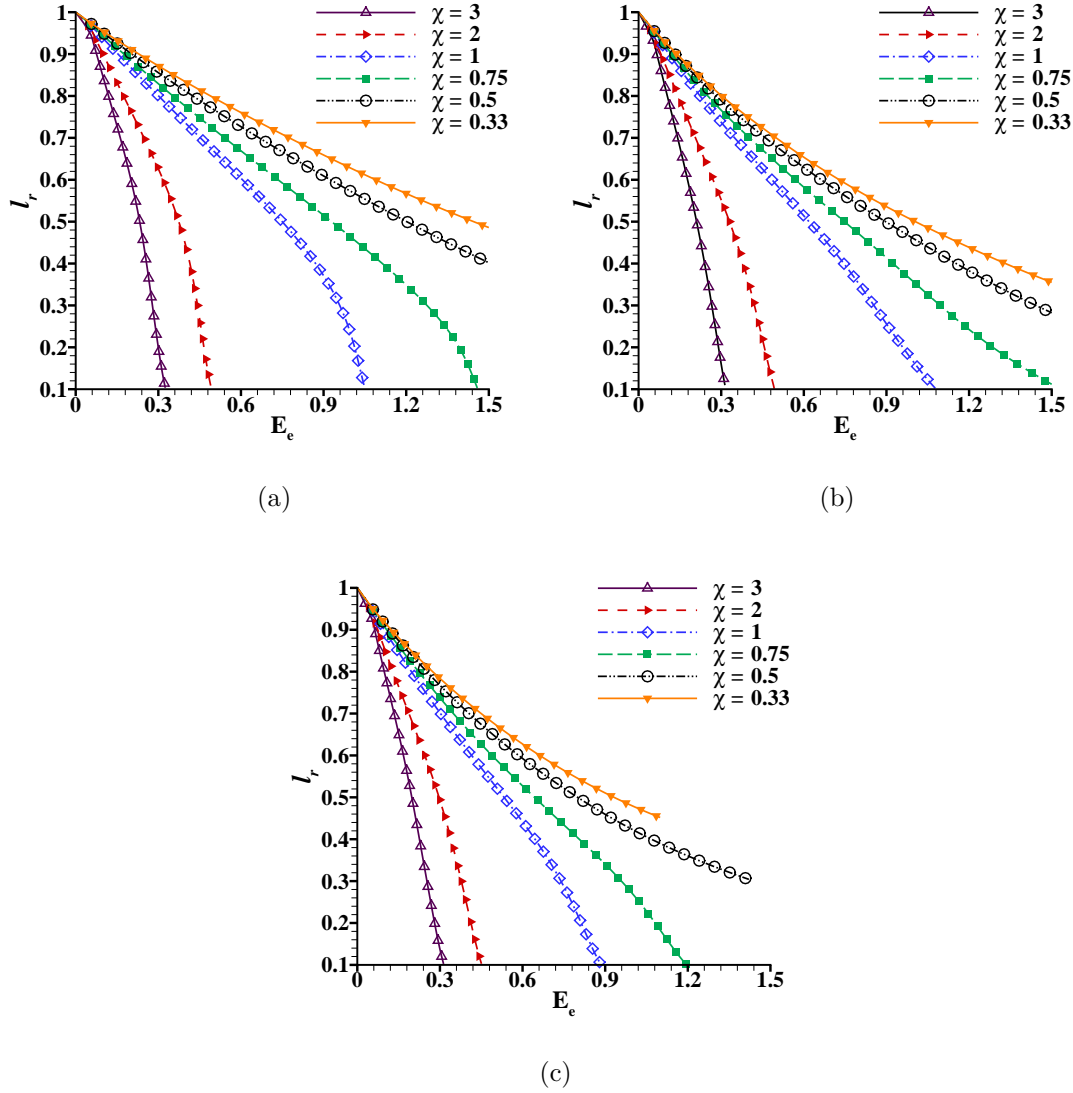 1
0.9
0.8
0.7
0.6
0.5
0.4
0.3
0.2
0.1
l_r
0
0.3
0.6
0.9
1.2
1.5
E_e
χ = 3
χ = 2
χ = 1
χ = 0.75
χ = 0.5
χ = 0.33
(a)
1
0.9
0.8
0.7
0.6
0.5
0.4
0.3
0.2
0.1
l_r
0
0.3
0.6
0.9
1.2
1.5
E_e
χ = 3
χ = 2
χ = 1
χ = 0.75
χ = 0.5
χ = 0.33
(b)
1
0.9
0.8
0.7
0.6
0.5
0.4
0.3
0.2
0.1
l_r
0
0.3
0.6
0.9
1.2
1.5
E_e
χ = 3
χ = 2
χ = 1
χ = 0.75
χ = 0.5
χ = 0.33
(c)